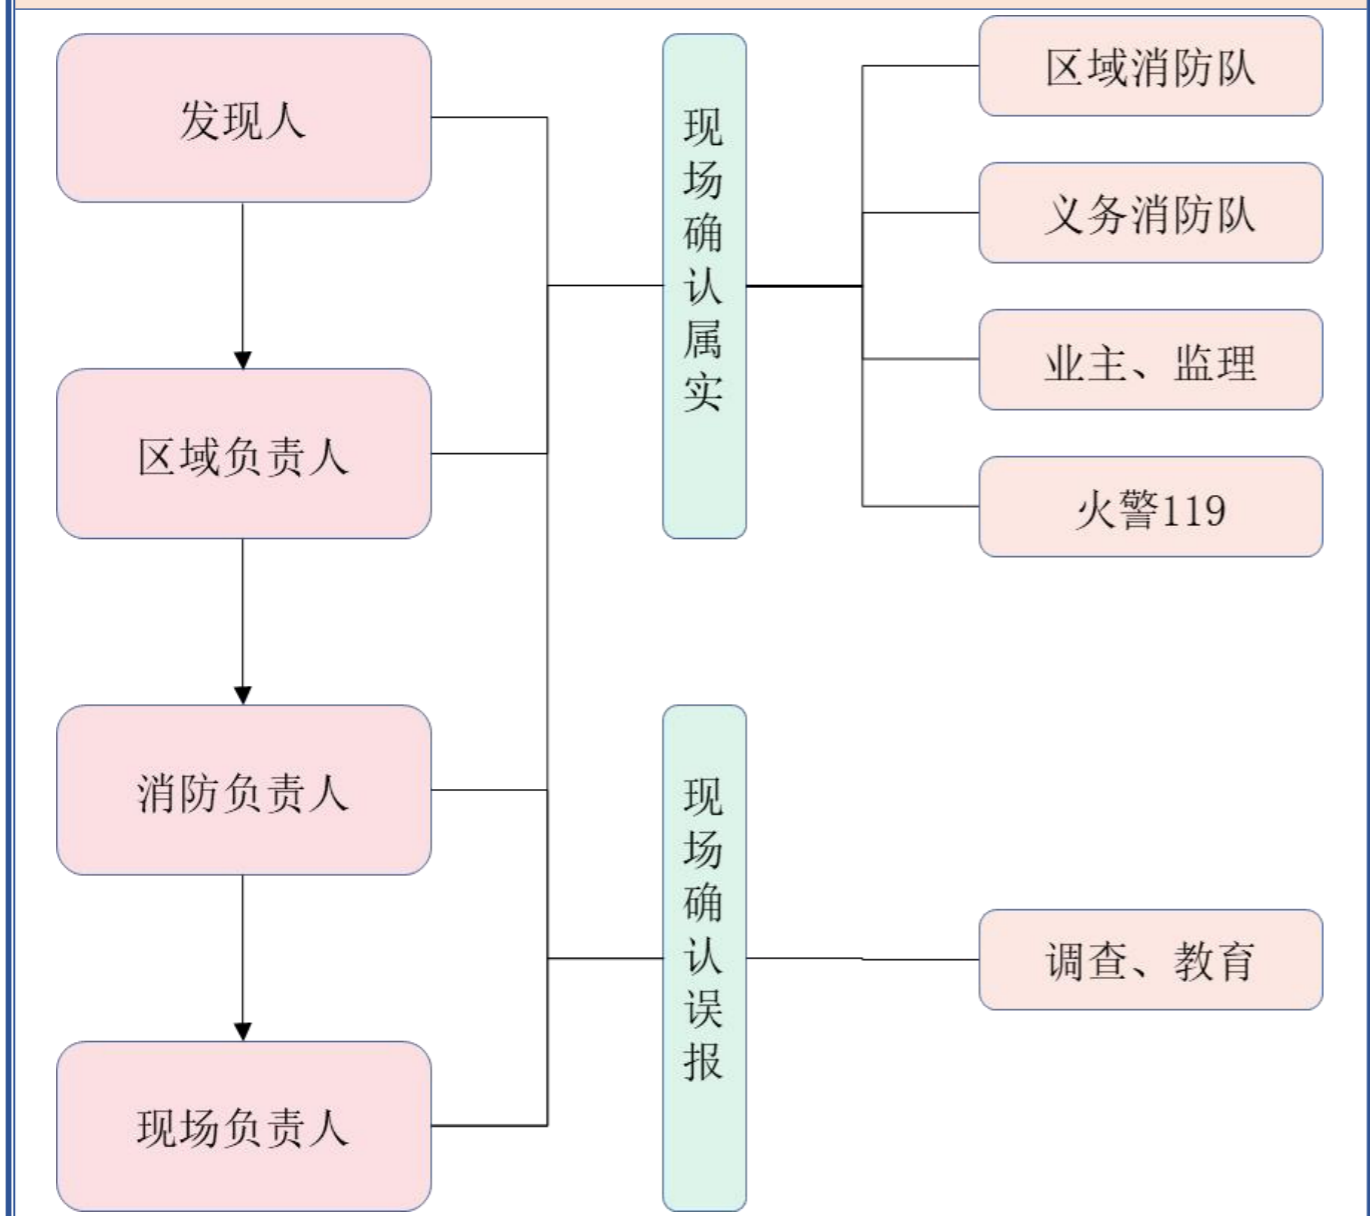 发现人
区域负责人
消防负责人
现场负责人
现场确认属实
现场确认误报
区域消防队
义务消防队
业主、监理
火警119
调查、教育